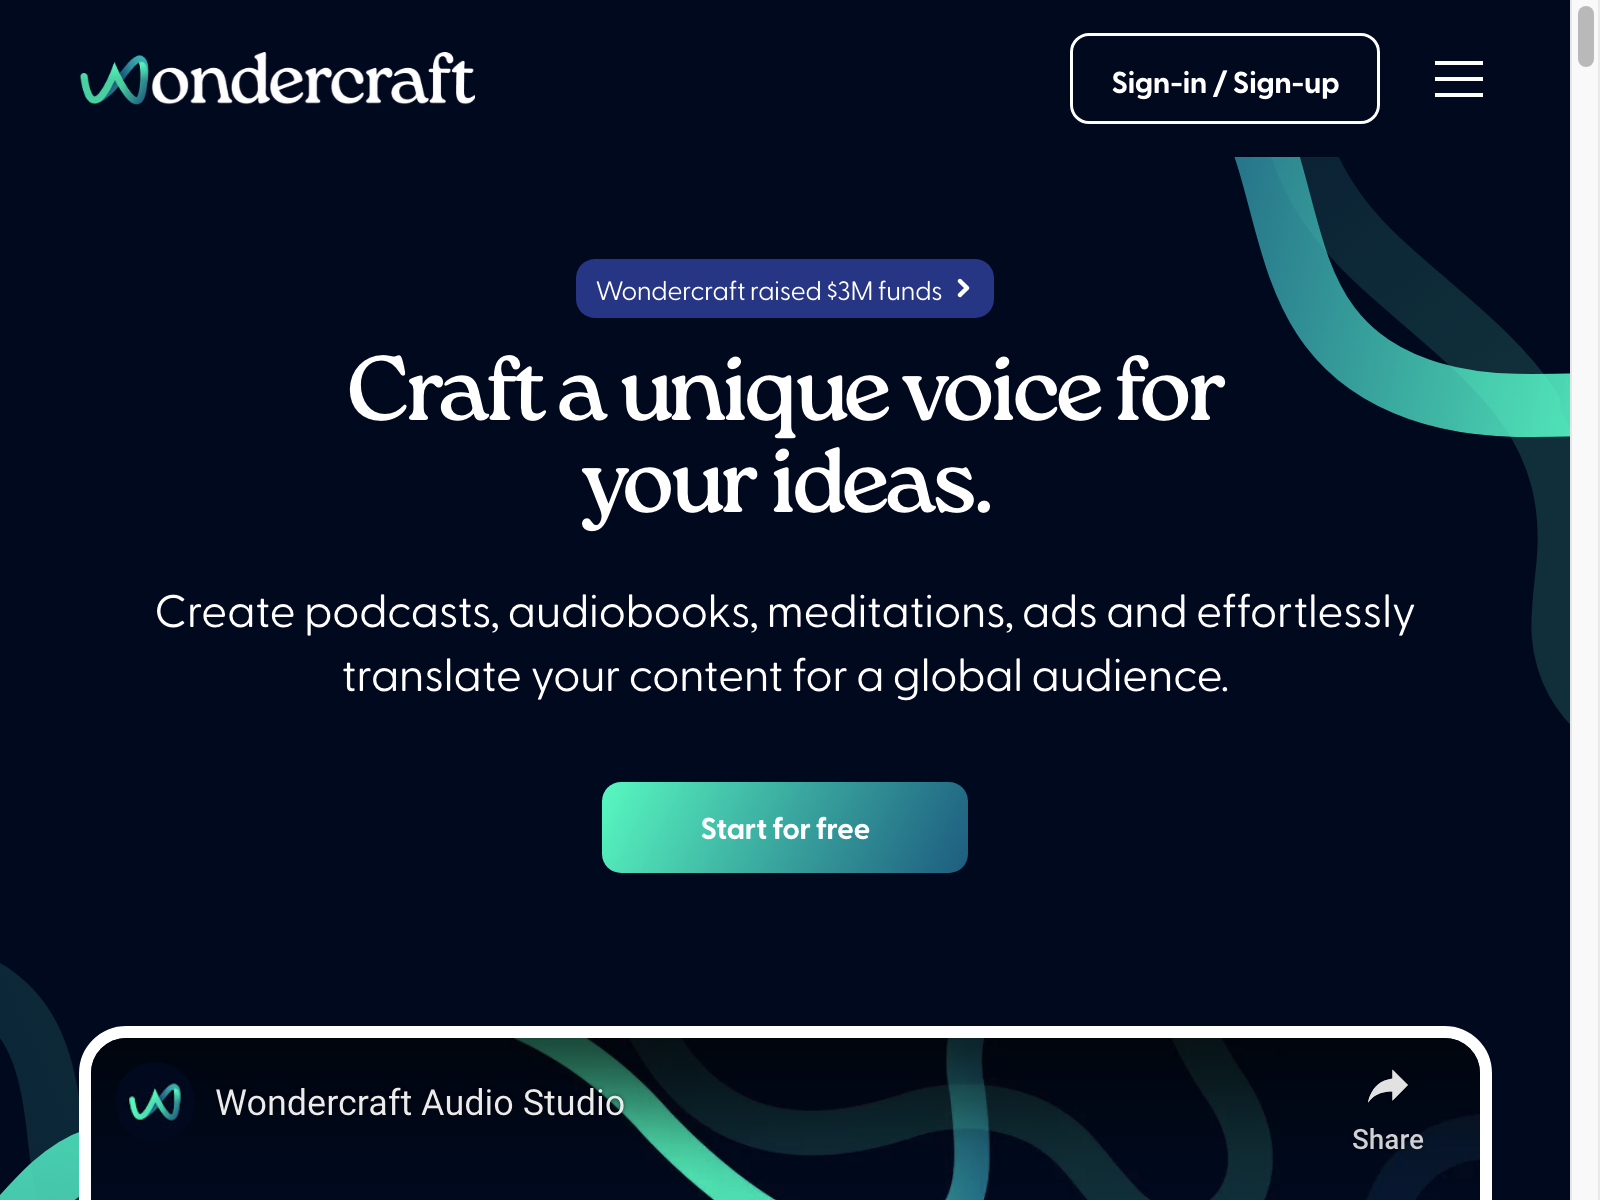 Wondercraft
Sign-in / Sign-up
Wondercraft raised $3M funds
Craft a unique voice for
your ideas.
Create podcasts, audiobooks, meditations, ads and effortlessly
translate your content for a global audience.
Start for free
Wondercraft Audio Studio
Share